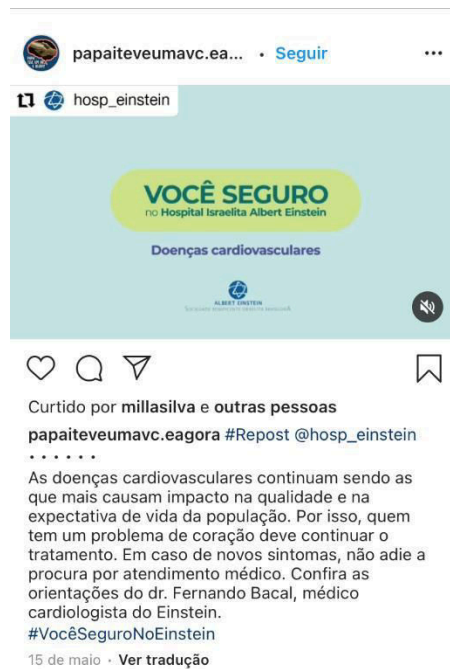 papaiteveumavc.ea... • Seguir
hosp_einstein
VOCÊ SEGURO
no Hospital Israelita Albert Einstein
Doenças cardiovasculares
ALBERT EINSTEIN
Curtido por millasilva e outras pessoas
papaiteveumavc.eagora #Repost @hosp_einstein
• • • • • •
As doenças cardiovasculares continuam sendo as
que mais causam impacto na qualidade e na
expectativa de vida da população. Por isso, quem
tem um problema de coração deve continuar o
tratamento. Em caso de novos sintomas, não adie a
procura por atendimento médico. Confira as
orientações do dr. Fernando Bacal, médico
cardiologista do Einstein.
#VocêSeguroNoEinstein
15 de maio • Ver tradução